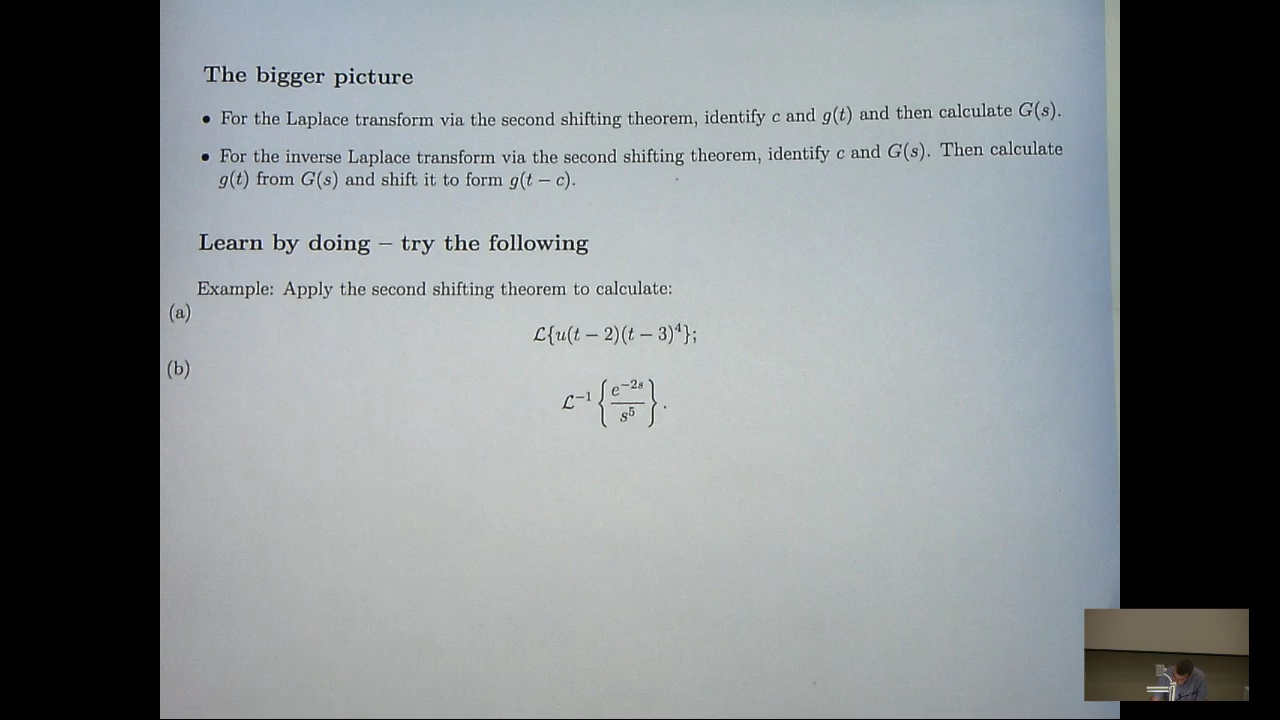 The bigger picture
• For the Laplace transform via the second shifting theorem, identify c and g(t) and then calculate G(s).
• For the inverse Laplace transform via the second shifting theorem, identify c and G(s). Then calculate
g(t) from G(s) and shift it to form g(t − c).
Learn by doing – try the following
Example: Apply the second shifting theorem to calculate:
(a)
ℒ{u(t − 2)(t − 3)⁴};
(b)
ℒ⁻¹ { e⁻²ˢ / s⁵ } .